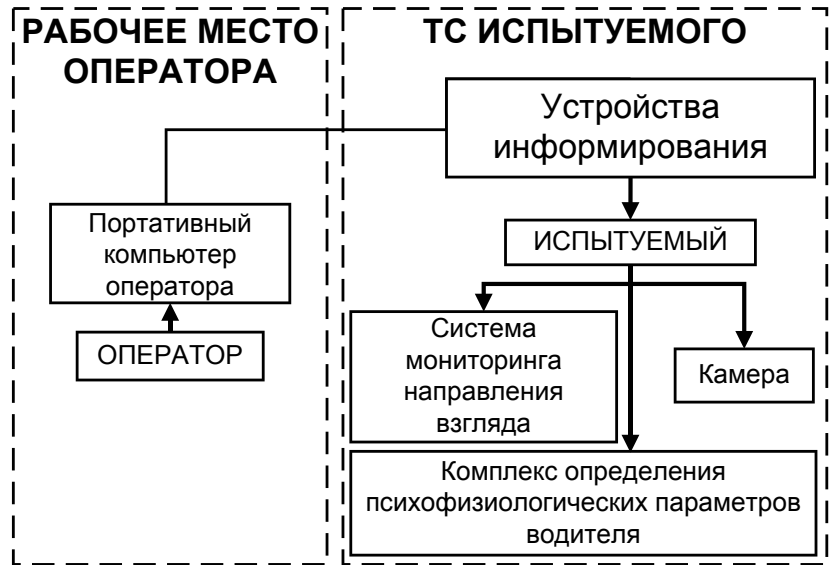 РАБОЧЕЕ МЕСТО
ОПЕРАТОРА
ТС ИСПЫТУЕМОГО
Устройства
информирования
Портативный
компьютер
оператора
ОПЕРАТОР
ИСПЫТУЕМЫЙ
Система
мониторинга
направления
взгляда
Камера
Комплекс определения
психофизиологических параметров
водителя